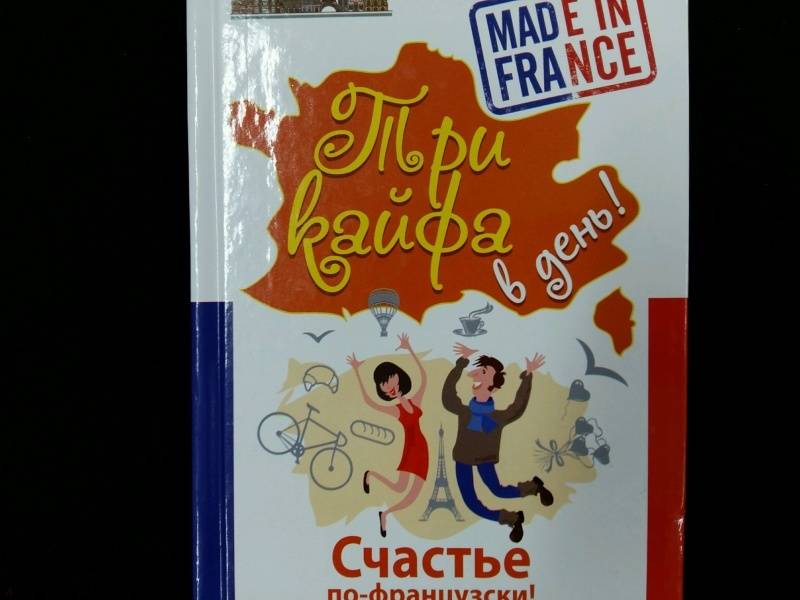 MADE IN
FRANCE
Три
кайфа
в день!
Счастье
по-французски!